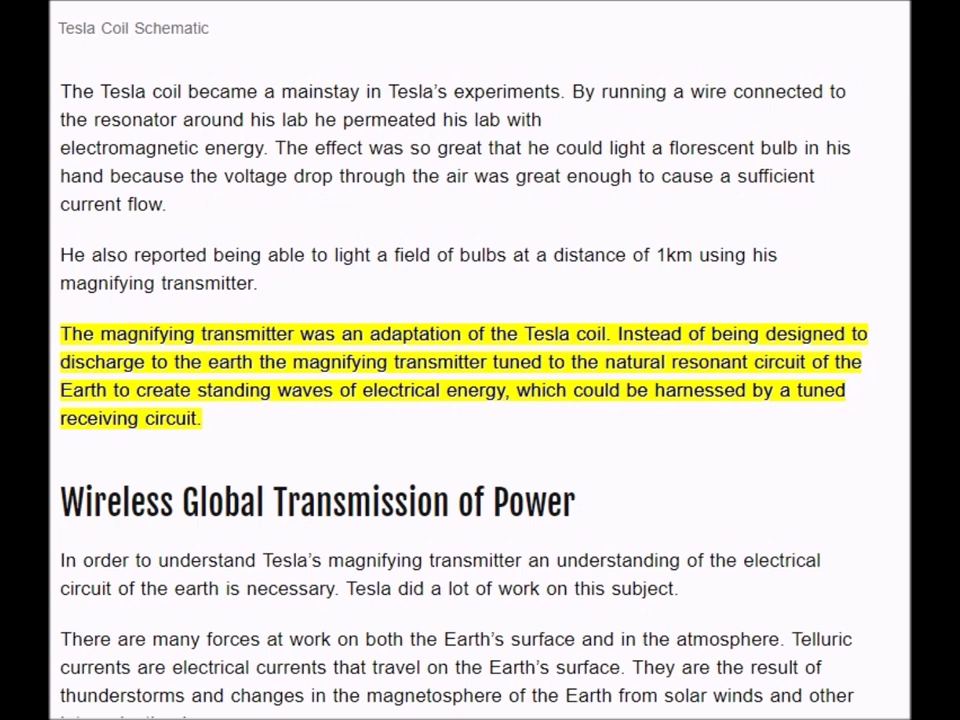 Tesla Coil Schematic
The Tesla coil became a mainstay in Tesla’s experiments. By running a wire connected to
the resonator around his lab he permeated his lab with
electromagnetic energy. The effect was so great that he could light a florescent bulb in his
hand because the voltage drop through the air was great enough to cause a sufficient
current flow.
He also reported being able to light a field of bulbs at a distance of 1km using his
magnifying transmitter.
The magnifying transmitter was an adaptation of the Tesla coil. Instead of being designed to
discharge to the earth the magnifying transmitter tuned to the natural resonant circuit of the
Earth to create standing waves of electrical energy, which could be harnessed by a tuned
receiving circuit.
Wireless Global Transmission of Power
In order to understand Tesla’s magnifying transmitter an understanding of the electrical
circuit of the earth is necessary. Tesla did a lot of work on this subject.
There are many forces at work on both the Earth’s surface and in the atmosphere. Telluric
currents are electrical currents that travel on the Earth’s surface. They are the result of
thunderstorms and changes in the magnetosphere of the Earth from solar winds and other